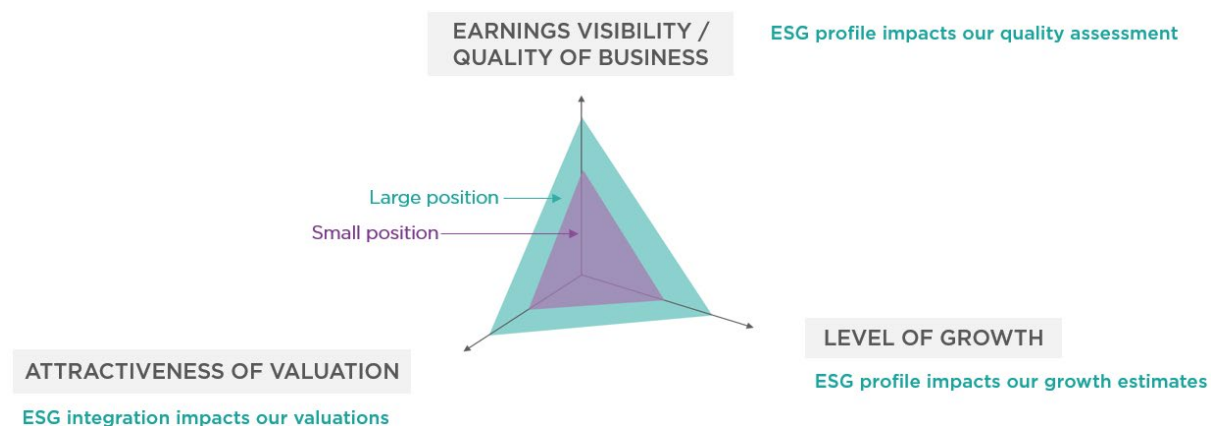 EARNINGS VISIBILITY /
QUALITY OF BUSINESS
ESG profile impacts our quality assessment
Large position
Small position
LEVEL OF GROWTH
ESG profile impacts our growth estimates
ATTRACTIVENESS OF VALUATION
ESG integration impacts our valuations